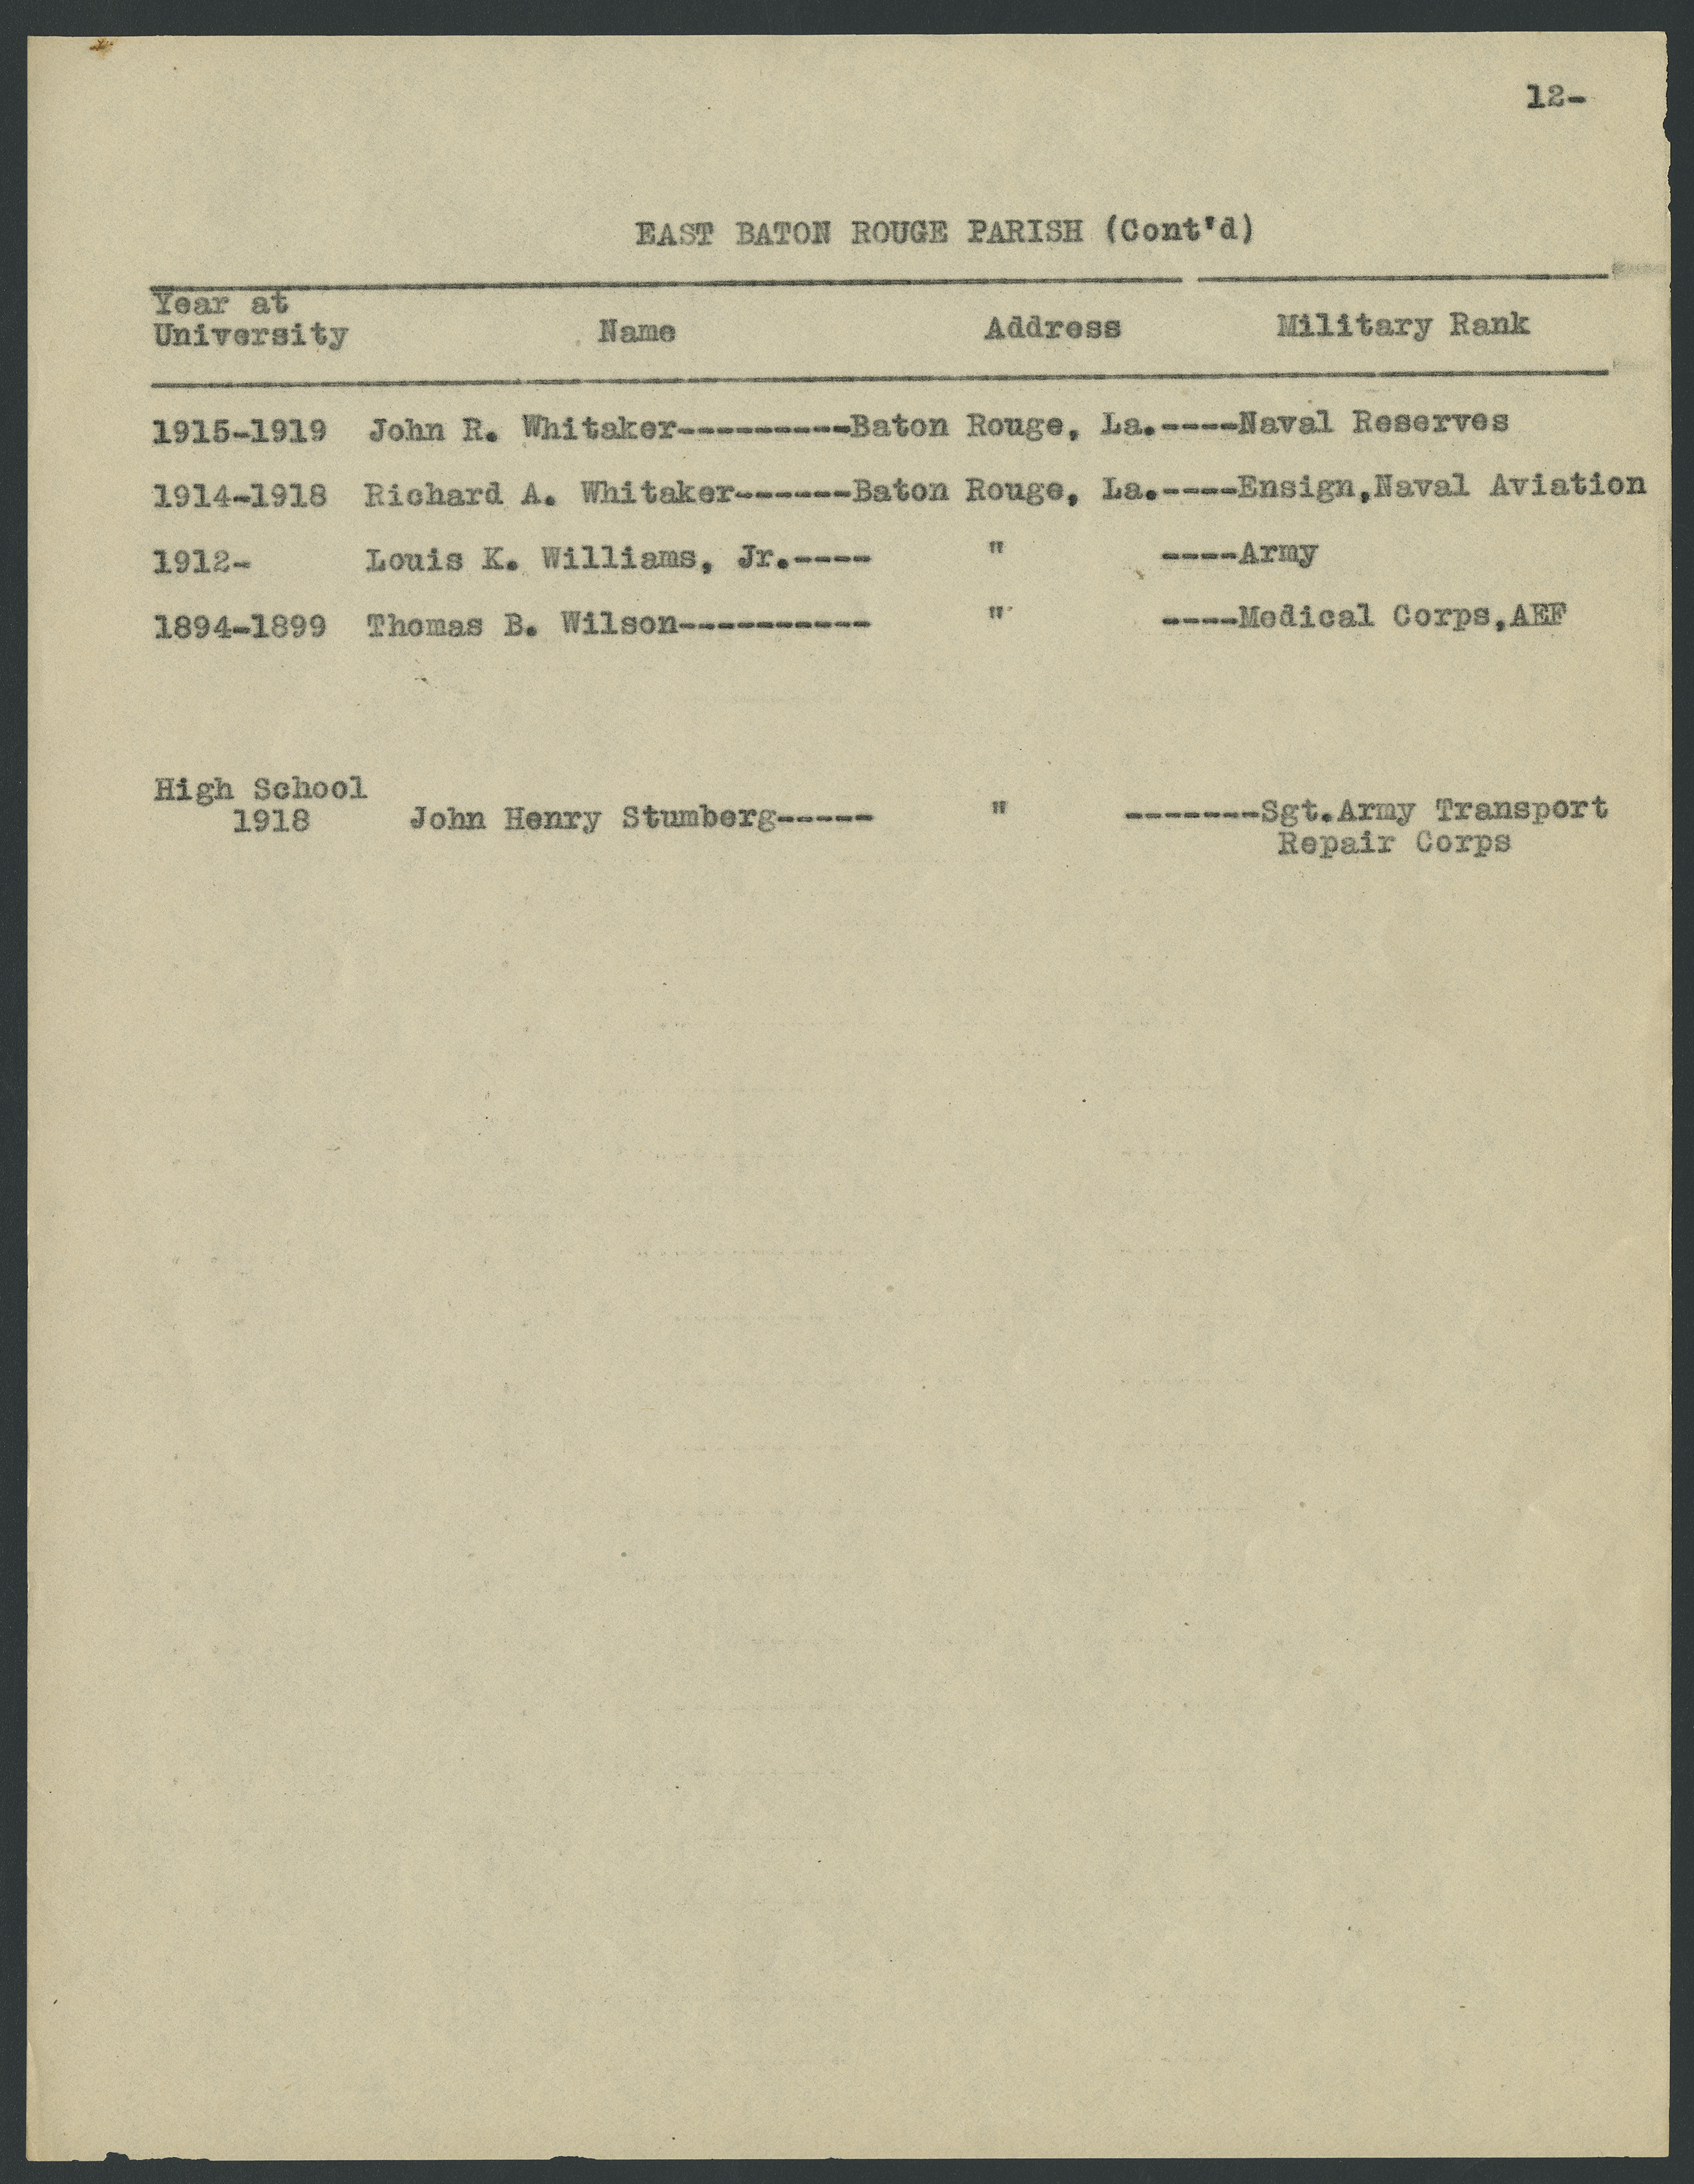 12-
EAST BATON ROUGE PARISH (Cont'd)
Year at
University Name Address Military Rank
1915-1919 John R. Whitaker---------Baton Rouge, La.----Naval Reserves
1914-1918 Richard A. Whitaker------Baton Rouge, La.----Ensign,Naval Aviation
1912- Louis K. Williams, Jr.---- " ----Army
1894-1899 Thomas B. Wilson---------- " ----Medical Corps,AEF
High School
1918 John Henry Stumberg----- " -------Sgt.Army Transport
Repair Corps